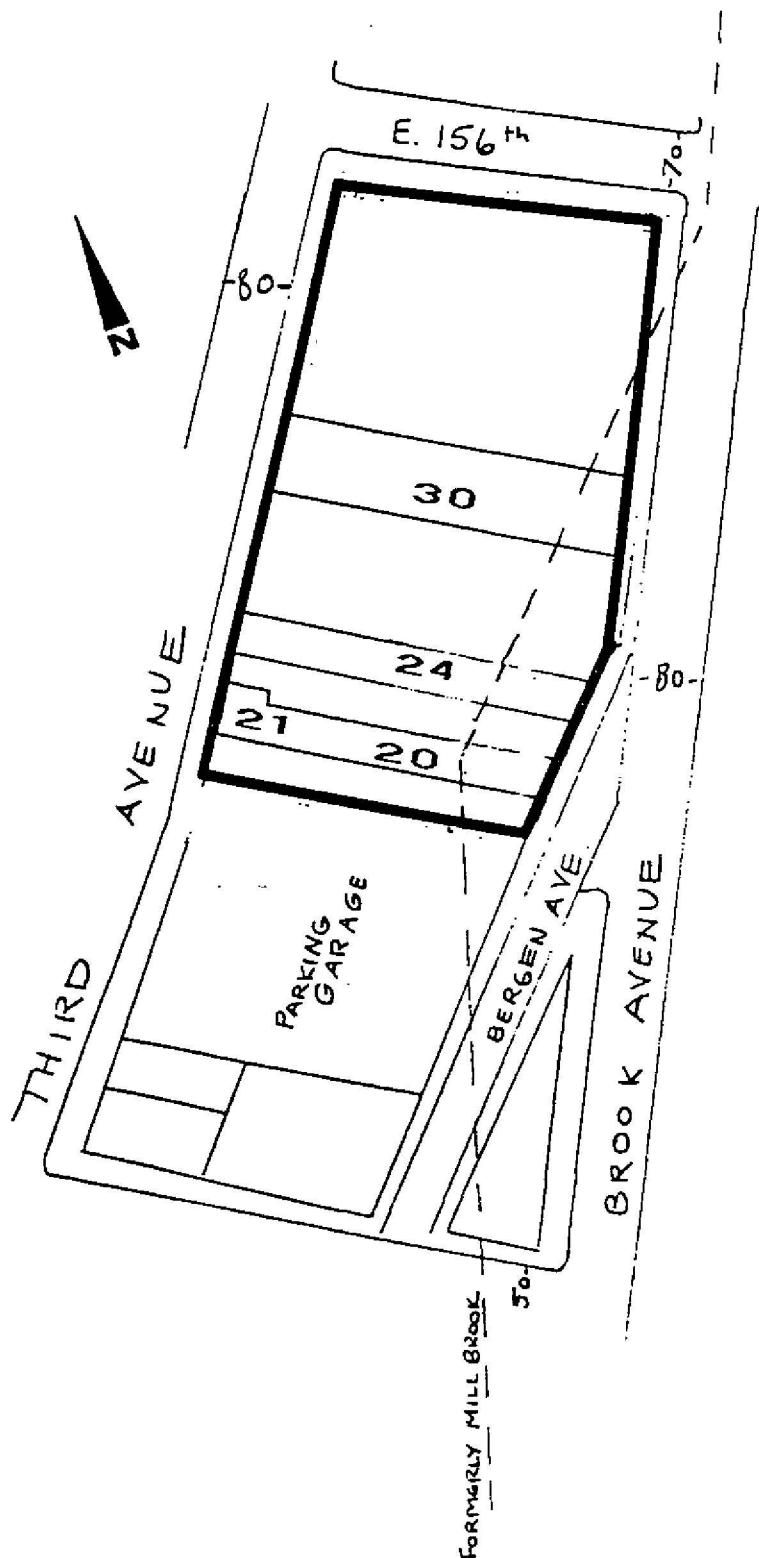 E. 156th
-70-
-80-
N
30
24
-80-
21
20
THIRD AVENUE
PARKING
GARAGE
BERGEN AVE
BROOK AVENUE
50-
FORMERLY MILL BROOK